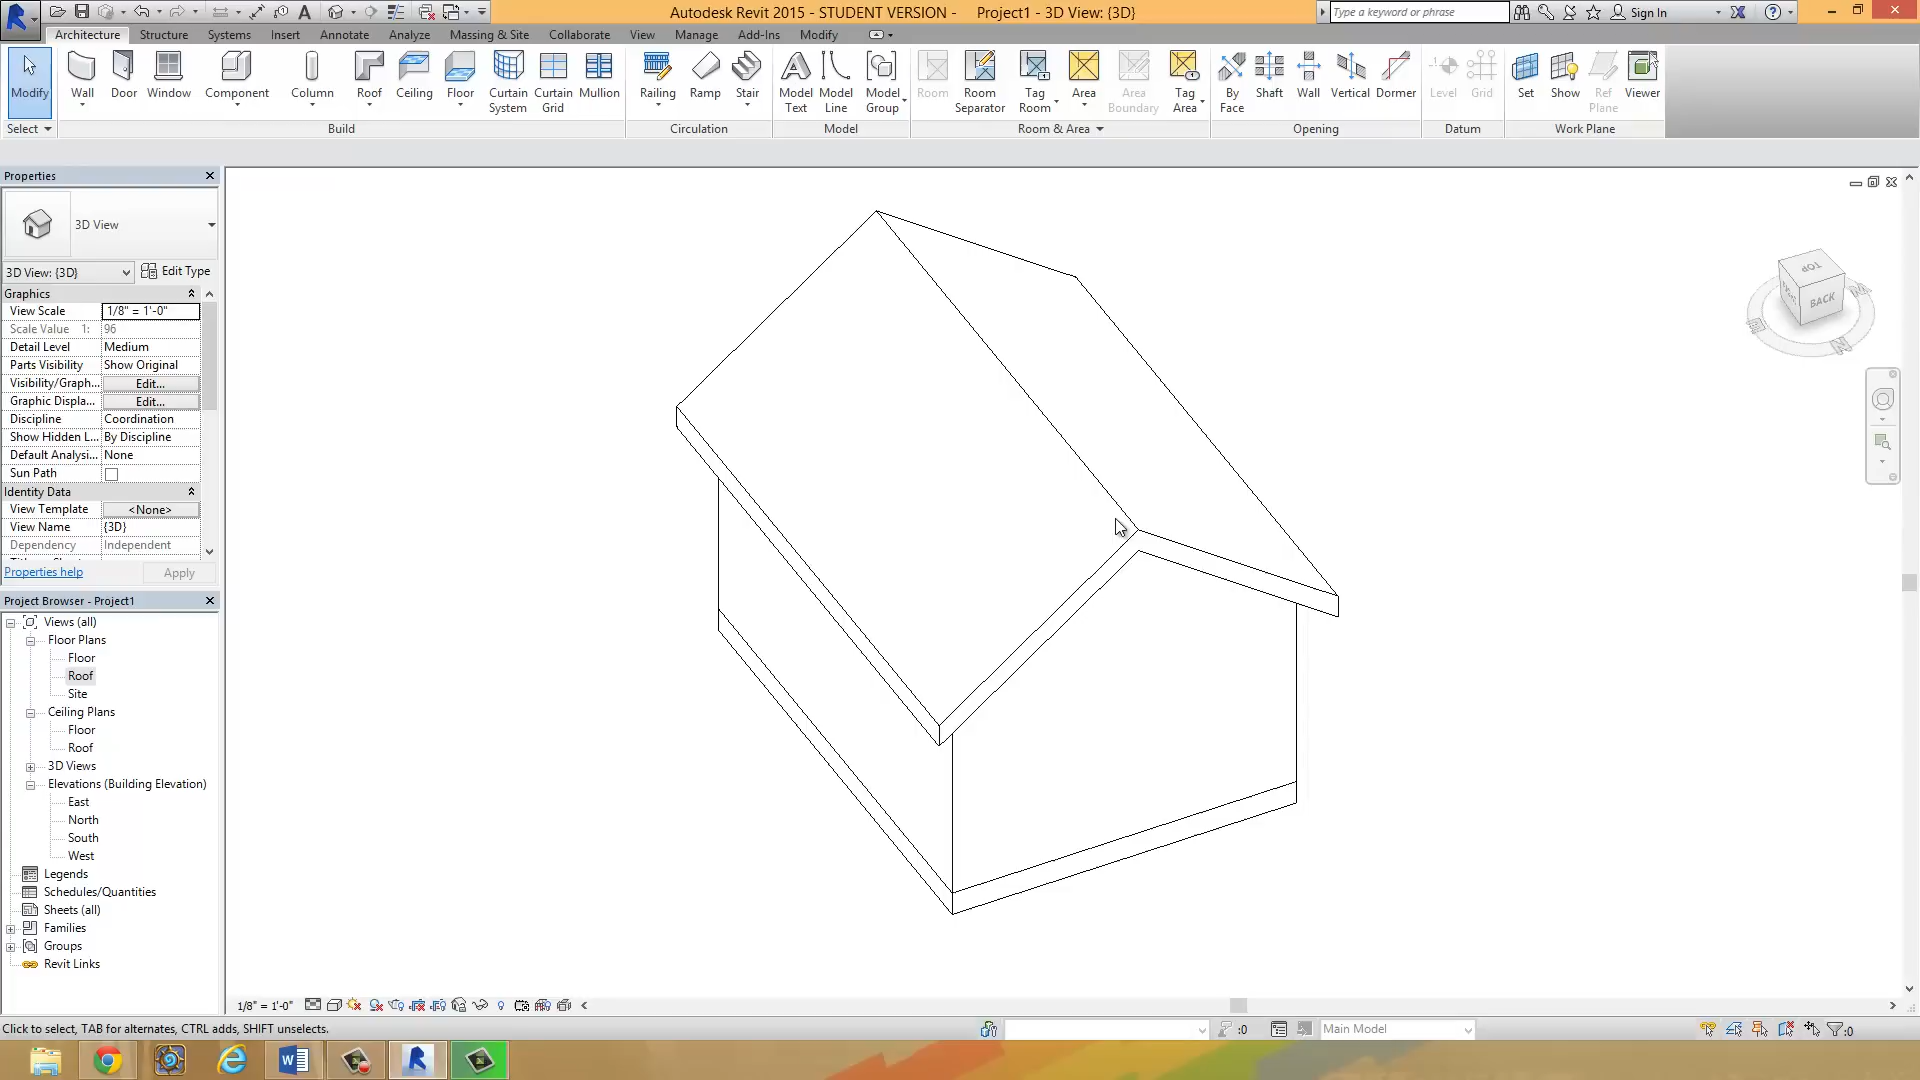 Autodesk Revit 2015 - STUDENT VERSION - Project1 - 3D View: {3D}
Type a keyword or phrase
Sign In
Architecture Structure Systems Insert Annotate Analyze Massing & Site Collaborate View Manage Add-Ins Modify
Modify Wall Door Window Component Column Roof Ceiling Floor Curtain System Curtain Grid Mullion Railing Ramp Stair Model Text Model Line Model Group Room Room Separator Tag Room Area Area Boundary Tag Area By Face Shaft Wall Vertical Dormer Level Grid Set Show Ref Plane Viewer
Select Build Circulation Model Room & Area Opening Datum Work Plane
Properties
3D View
3D View: {3D} Edit Type
Graphics
View Scale 1/8" = 1'-0"
Scale Value 1: 96
Detail Level Medium
Parts Visibility Show Original
Visibility/Graph... Edit...
Graphic Displa... Edit...
Discipline Coordination
Show Hidden L... By Discipline
Default Analysi... None
Sun Path
Identity Data
View Template <None>
View Name {3D}
Dependency Independent
Properties help Apply
Project Browser - Project1
Views (all)
Floor Plans
Floor
Roof
Site
Ceiling Plans
Floor
Roof
3D Views
Elevations (Building Elevation)
East
North
South
West
Legends
Schedules/Quantities
Sheets (all)
Families
Groups
Revit Links
TOP
BACK
N
E
1/8" = 1'-0"
Click to select, TAB for alternates, CTRL adds, SHIFT unselects.
:0
Main Model
:0